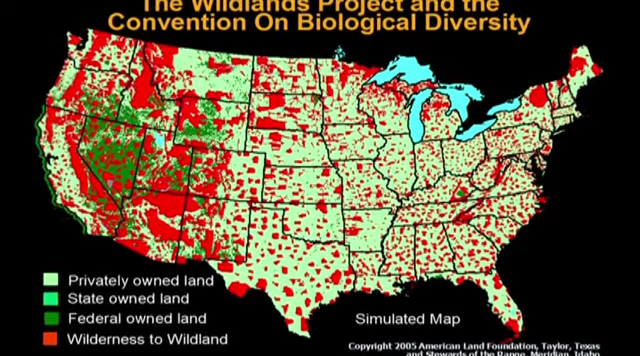 The Wildlands Project and the
Convention On Biological Diversity
Privately owned land
State owned land
Federal owned land
Wilderness to Wildland
Simulated Map
Copyright 2005 American Land Foundation, Taylor, Texas
and Stewards of the Range, Meridian, Idaho